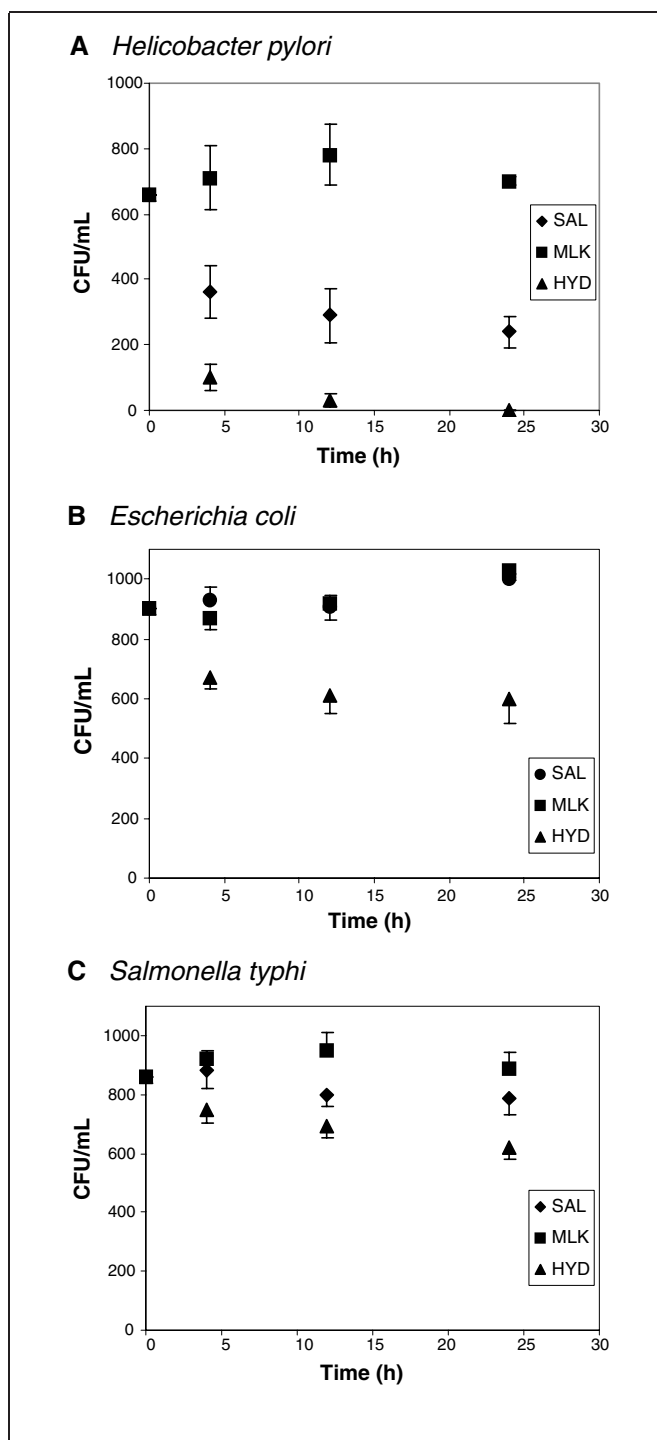 A Helicobacter pylori
1000
800
600
400
200
0
CFU/mL
0 5 10 15 20 25 30
Time (h)
SAL
MLK
HYD
B Escherichia coli
1000
800
600
400
200
0
CFU/mL
0 5 10 15 20 25 30
Time (h)
SAL
MLK
HYD
C Salmonella typhi
1000
800
600
400
200
0
CFU/mL
0 5 10 15 20 25 30
Time (h)
SAL
MLK
HYD